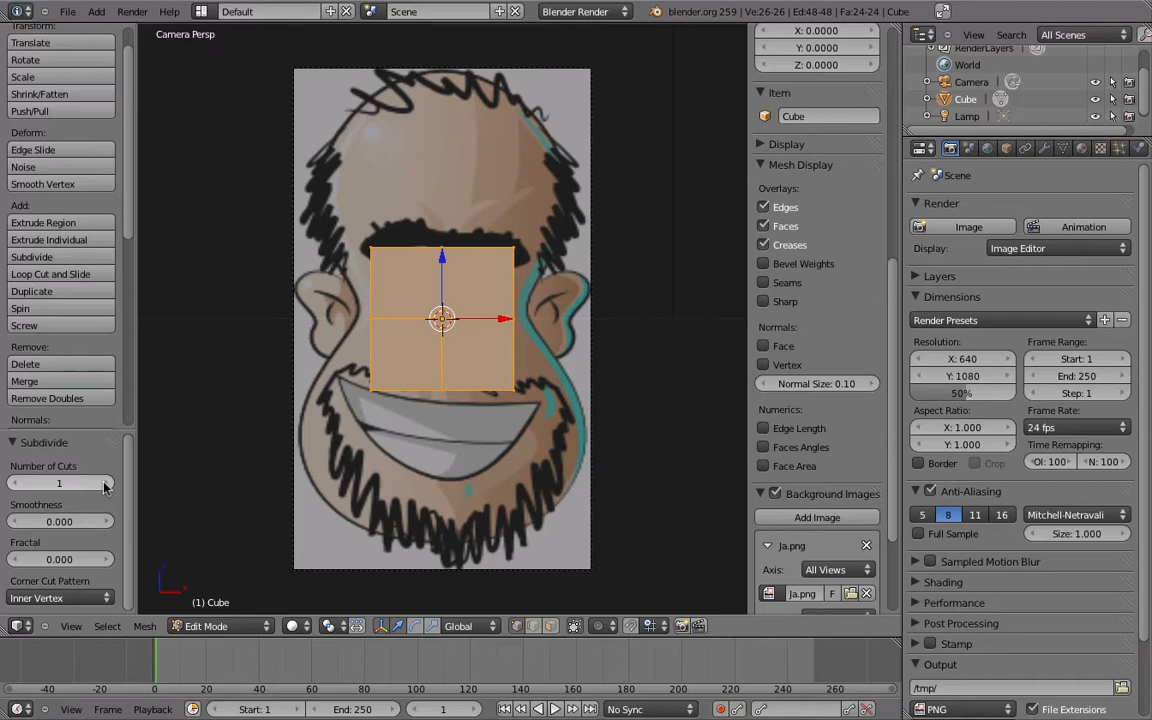 File Add Render Help Default Scene Blender Render blender.org 259 | Ve:26-26 | Ed:48-48 | Fa:24-24 | Cube
Transform:
Translate
Rotate
Scale
Shrink/Fatten
Push/Pull
Deform:
Edge Slide
Noise
Smooth Vertex
Add:
Extrude Region
Extrude Individual
Subdivide
Loop Cut and Slide
Duplicate
Spin
Screw
Remove:
Delete
Merge
Remove Doubles
Normals:
Subdivide
Number of Cuts
1
Smoothness
0.000
Fractal
0.000
Corner Cut Pattern
Inner Vertex
Camera Persp
z
x
(1) Cube
View Select Mesh Edit Mode Global
X: 0.0000
Y: 0.0000
Z: 0.0000
Item
Cube
Display
Mesh Display
Overlays:
Edges
Faces
Creases
Bevel Weights
Seams
Sharp
Normals:
Face
Vertex
Normal Size: 0.10
Numerics:
Edge Length
Faces Angles
Face Area
Background Images
Add Image
Ja.png
Axis: All Views
Ja.png F
View Search All Scenes
RenderLayers
World
Camera
Cube
Lamp
Scene
Render
Image Animation
Display: Image Editor
Layers
Dimensions
Render Presets
Resolution: Frame Range:
X: 640 Start: 1
Y: 1080 End: 250
50% Step: 1
Aspect Ratio: Frame Rate:
X: 1.000 24 fps
Y: 1.000 Time Remapping:
Border Crop Ol: 100 N: 100
Anti-Aliasing
5 8 11 16 Mitchell-Netravali
Full Sample Size: 1.000
Sampled Motion Blur
Shading
Performance
Post Processing
Stamp
Output
/tmp/
PNG File Extensions
-40 -20 0 20 40 60 80 100 120 140 160 180 200 220 240 260
View Frame Playback Start: 1 End: 250 1 No Sync